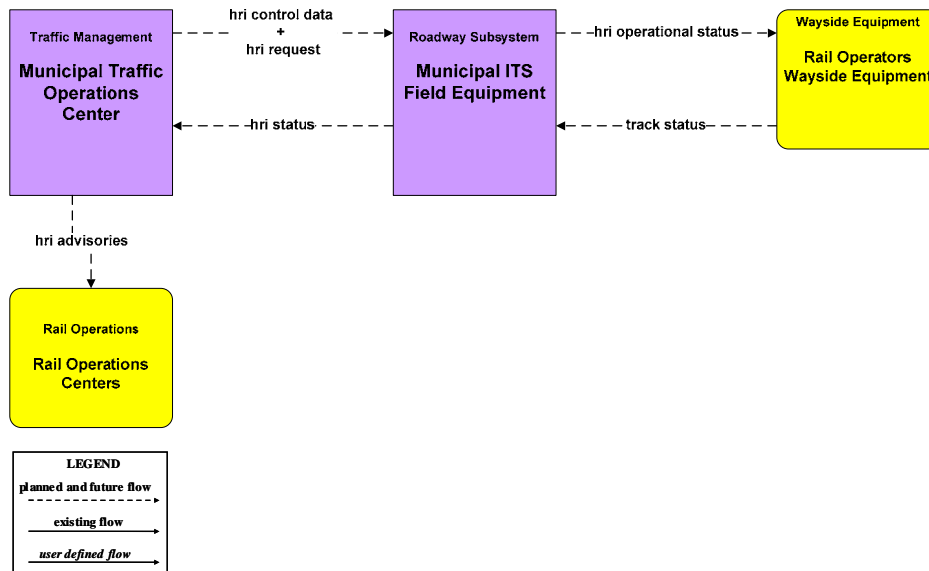 Traffic Management
Municipal Traffic
Operations
Center
hri control data
+
hri request
Roadway Subsystem
Municipal ITS
Field Equipment
hri operational status
Wayside Equipment
Rail Operators
Wayside Equipment
hri status
track status
hri advisories
Rail Operations
Rail Operations
Centers
LEGEND
planned and future flow
existing flow
user defined flow